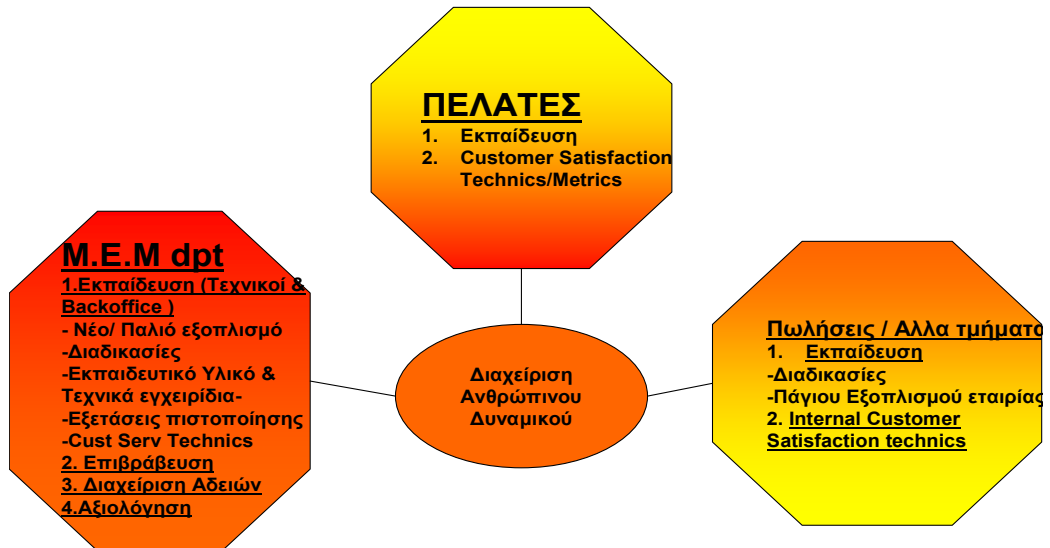 ΠΕΛΑΤΕΣ
1. Εκπαίδευση
2. Customer Satisfaction
Technics/Metrics
Μ.Ε.Μ dpt
1.Εκπαίδευση (Τεχνικοί &
Backoffice )
- Νέο/ Παλιό εξοπλισμό
-Διαδικασίες
-Εκπαιδευτικό Υλικό &
Τεχνικά εγχειρίδια-
-Εξετάσεις πιστοποίησης
-Cust Serv Technics
2. Επιβράβευση
3. Διαχείριση Αδειών
4.Αξιολόγηση
Διαχείριση
Ανθρώπινου
Δυναμικού
Πωλήσεις / Αλλα τμήματα
1. Εκπαίδευση
-Διαδικασίες
-Πάγιου Εξοπλισμού εταιρίας
2. Internal Customer
Satisfaction technics